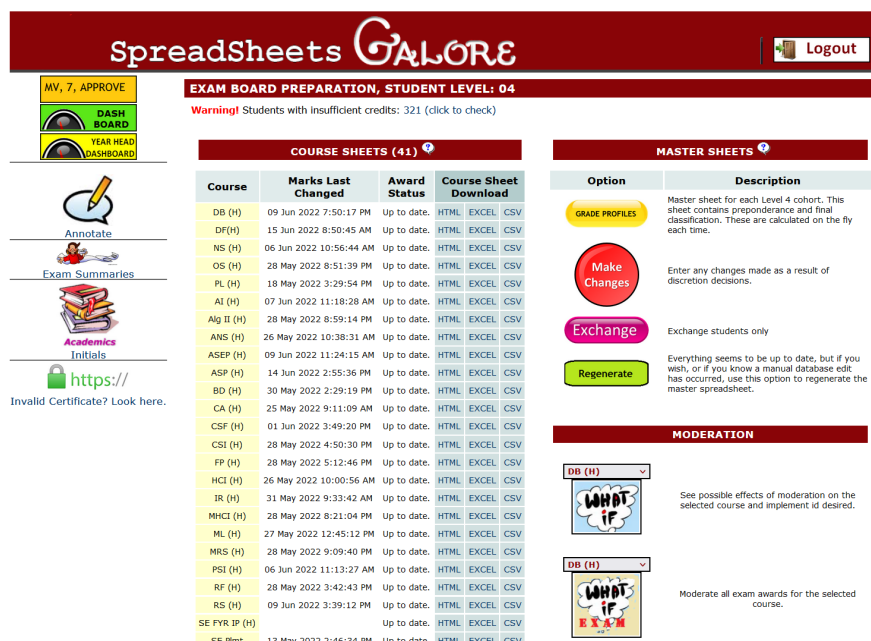 SpreadSheets GALORE
Logout
MV, 7, APPROVE
DASH
BOARD
YEAR HEAD
DASHBOARD
Annotate
Exam Summaries
Academics
Initials
https://
Invalid Certificate? Look here.
EXAM BOARD PREPARATION, STUDENT LEVEL: 04
Warning! Students with insufficient credits: 321 (click to check)
COURSE SHEETS (41) ?
Course Marks Last Changed Award Status Course Sheet Download
DB (H) 09 Jun 2022 7:50:17 PM Up to date. HTML EXCEL CSV
DF(H) 15 Jun 2022 8:50:45 AM Up to date. HTML EXCEL CSV
NS (H) 06 Jun 2022 10:56:44 AM Up to date. HTML EXCEL CSV
OS (H) 28 May 2022 8:51:39 PM Up to date. HTML EXCEL CSV
PL (H) 18 May 2022 3:29:54 PM Up to date. HTML EXCEL CSV
AI (H) 07 Jun 2022 11:18:28 AM Up to date. HTML EXCEL CSV
Alg II (H) 28 May 2022 8:59:14 PM Up to date. HTML EXCEL CSV
ANS (H) 26 May 2022 10:38:31 AM Up to date. HTML EXCEL CSV
ASEP (H) 09 Jun 2022 11:24:15 AM Up to date. HTML EXCEL CSV
ASP (H) 14 Jun 2022 2:55:36 PM Up to date. HTML EXCEL CSV
BD (H) 30 May 2022 2:29:19 PM Up to date. HTML EXCEL CSV
CA (H) 25 May 2022 9:11:09 AM Up to date. HTML EXCEL CSV
CSF (H) 01 Jun 2022 3:49:20 PM Up to date. HTML EXCEL CSV
CSI (H) 28 May 2022 4:50:30 PM Up to date. HTML EXCEL CSV
FP (H) 28 May 2022 5:12:46 PM Up to date. HTML EXCEL CSV
HCI (H) 26 May 2022 10:00:56 AM Up to date. HTML EXCEL CSV
IR (H) 31 May 2022 9:33:42 AM Up to date. HTML EXCEL CSV
MHCI (H) 28 May 2022 8:21:04 PM Up to date. HTML EXCEL CSV
ML (H) 27 May 2022 12:45:12 PM Up to date. HTML EXCEL CSV
MRS (H) 28 May 2022 9:09:40 PM Up to date. HTML EXCEL CSV
PSI (H) 06 Jun 2022 11:13:27 AM Up to date. HTML EXCEL CSV
RF (H) 28 May 2022 3:42:43 PM Up to date. HTML EXCEL CSV
RS (H) 09 Jun 2022 3:39:12 PM Up to date. HTML EXCEL CSV
SE FYR IP (H) Up to date. HTML EXCEL CSV
SE Plmt 13 May 2022 2:46:34 PM Up to date. HTML EXCEL CSV
MASTER SHEETS ?
Option Description
GRADE PROFILES
Master sheet for each Level 4 cohort. This
sheet contains preponderance and final
classification. These are calculated on the fly
each time.
Make
Changes
Enter any changes made as a result of
discretion decisions.
Exchange
Exchange students only
Regenerate
Everything seems to be up to date, but if you
wish, or if you know a manual database edit
has occurred, use this option to regenerate the
master spreadsheet.
MODERATION
DB (H)
WHAT
iF
See possible effects of moderation on the
selected course and implement id desired.
DB (H)
WHAT
iF
EXAM
Moderate all exam awards for the selected
course.